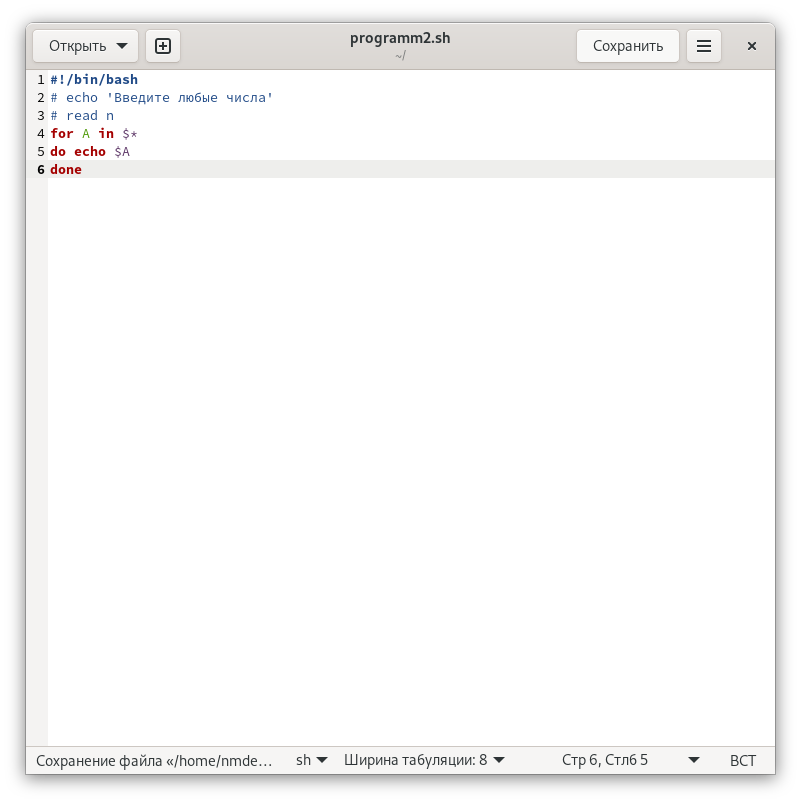 Открыть
programm2.sh
~/
Сохранить
1 #!/bin/bash
2 # echo 'Введите любые числа'
3 # read n
4 for A in $*
5 do echo $A
6 done
Сохранение файла «/home/nmde… sh Ширина табуляции: 8 Стр 6, Стлб 5 ВСТ